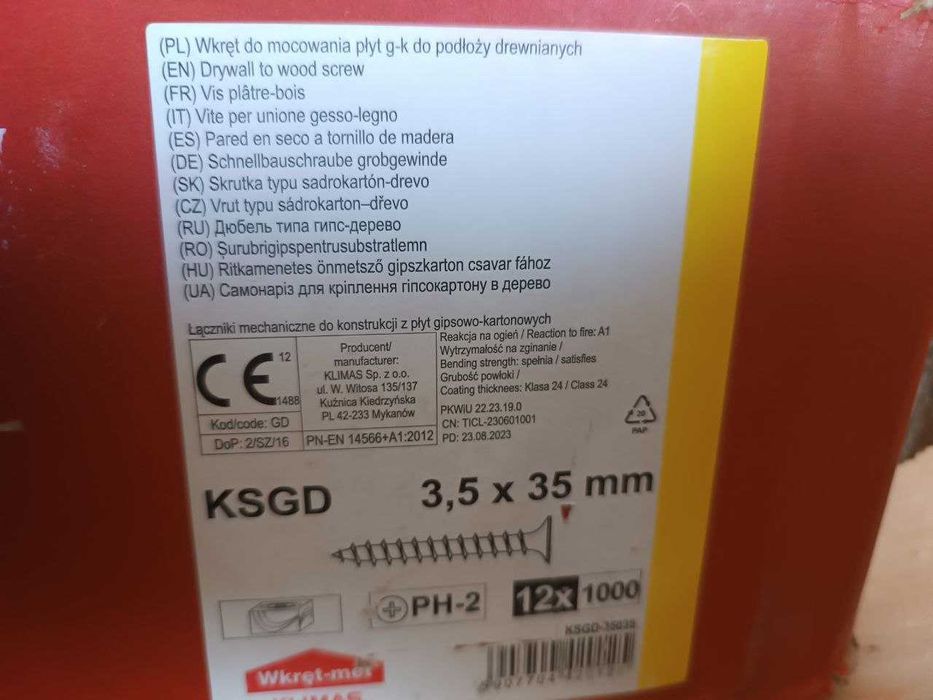 (PL) Wkręt do mocowania płyt g-k do podłoży drewnianych
(EN) Drywall to wood screw
(FR) Vis plâtre-bois
(IT) Vite per unione gesso-legno
(ES) Pared en seco a tornillo de madera
(DE) Schnellbauschraube grobgewinde
(SK) Skrutka typu sadrokartón-drevo
(CZ) Vrut typu sádrokarton–dřevo
(RU) Дюбель типа гипс-дерево
(RO) Şurubrigipspentrusubstratlemn
(HU) Ritkamenetes önmetsző gipszkarton csavar fához
(UA) Самонаріз для кріплення гіпсокартону в дерево
Łączniki mechaniczne do konstrukcji z płyt gipsowo-kartonowych
CE 12
1488
Kod/code: GD
DoP: 2/SZ/16
Producent/
manufacturer:
KLIMAS Sp. z o.o.
ul. W. Witosa 135/137
Kuźnica Kiedrzyńska
PL 42-233 Mykanów
PN-EN 14566+A1:2012
Reakcja na ogień / Reaction to fire: A1
Wytrzymałość na zginanie /
Bending strength: spełnia / satisfies
Grubość powłoki /
Coating thicknees: Klasa 24 / Class 24
PKWiU 22.23.19.0
CN: TICL-230601001
PD: 23.08.2023
20
PAP
KSGD 3,5 x 35 mm
PH-2 12x 1000
KSGD-35035
Wkręt-met
KLIMAS